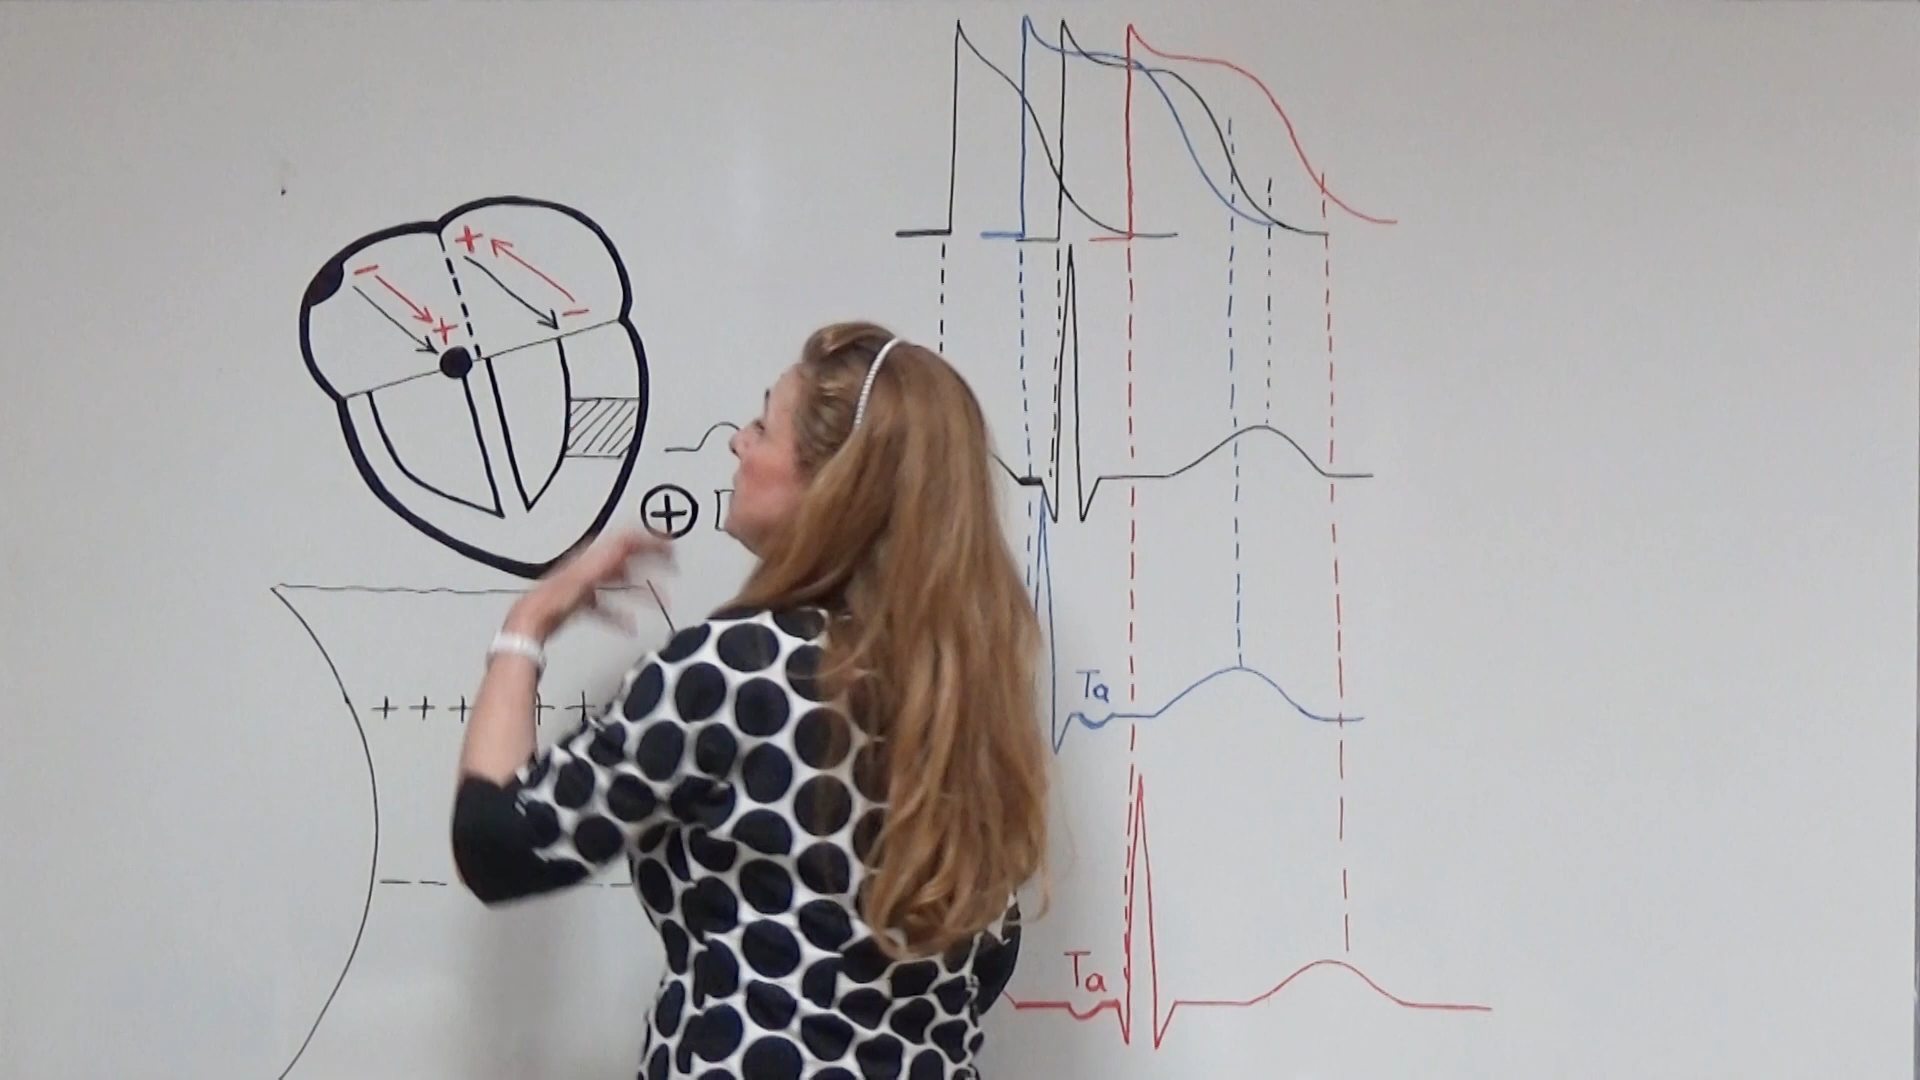 +
−
+
−
+
+
+ + + + +
− −
−
Ta
Ta